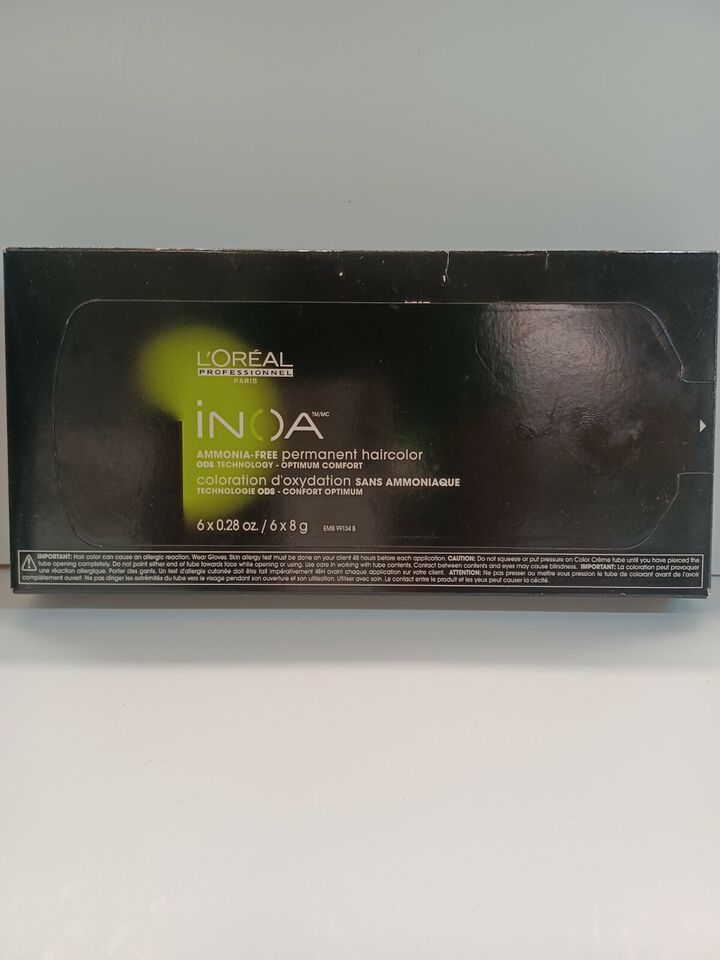 L'ORÉAL
PROFESSIONNEL
PARIS
iNOA TM/MC
AMMONIA-FREE permanent haircolor
ODS TECHNOLOGY - OPTIMUM COMFORT
coloration d'oxydation SANS AMMONIAQUE
TECHNOLOGIE ODS - CONFORT OPTIMUM
6 x 0.28 oz. / 6 x 8 g EMB 99134 B
IMPORTANT: Hair color can cause an allergic reaction. Wear Gloves. Skin allergy test must be done on your client 48 hours before each application. CAUTION: Do not squeeze or put pressure on Color Crème tube until you have pierced the
tube opening completely. Do not point either end of tube towards face while opening or using. Use care in working with tube contents. Contact between contents and eyes may cause blindness. IMPORTANT: La coloration peut provoquer
une réaction allergique. Porter des gants. Un test d'allergie cutanée doit être fait impérativement 48H avant chaque application sur votre client. ATTENTION: Ne pas presser ou mettre sous pression le tube de colorant avant de l'avoir
complètement ouvert. Ne pas diriger les extrémités du tube vers le visage pendant son ouverture et son utilisation. Utiliser avec soin. Le contact entre le produit et les yeux peut causer la cécité.